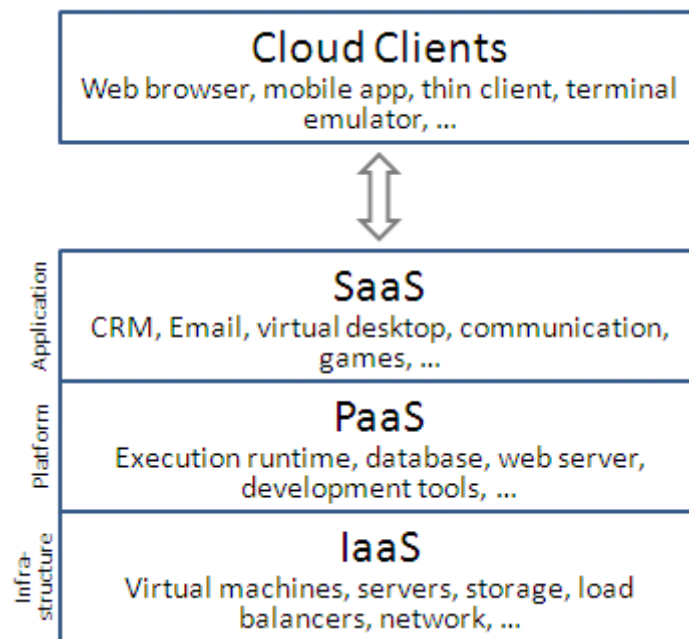 Cloud Clients
Web browser, mobile app, thin client, terminal
emulator, ...
Application
SaaS
CRM, Email, virtual desktop, communication,
games, ...
Platform
PaaS
Execution runtime, database, web server,
development tools, ...
Infra-
structure
IaaS
Virtual machines, servers, storage, load
balancers, network, ...